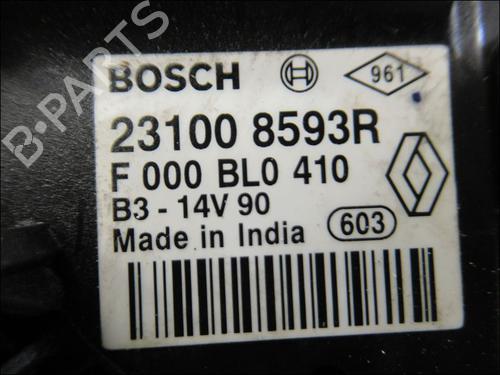 BOSCH 961
23100 8593R
F 000 BL0 410
B3 - 14V 90
Made in India 603
B-PARTS